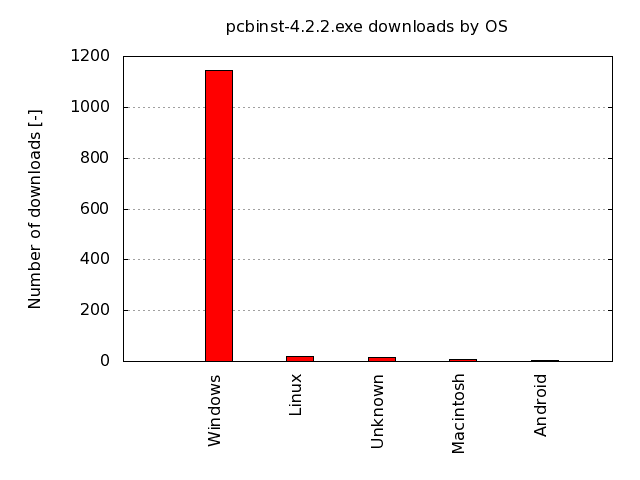 pcbinst-4.2.2.exe downloads by OS
1200
1000
800
600
400
200
0
Number of downloads [-]
Windows
Linux
Unknown
Macintosh
Android